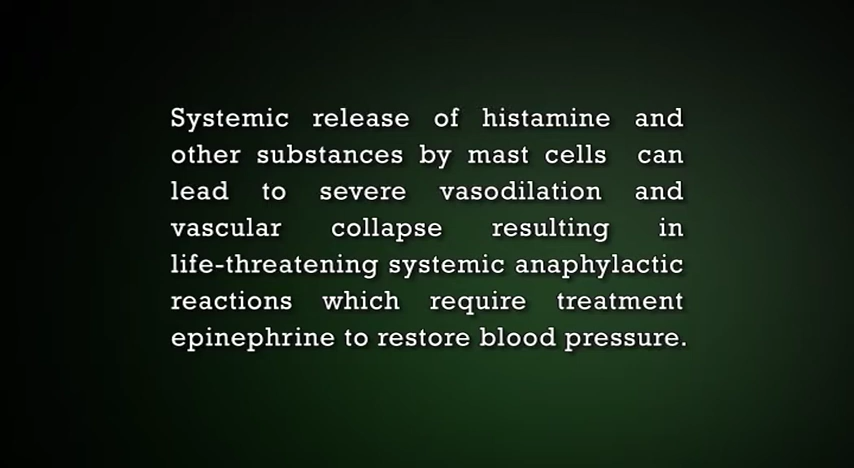 Systemic release of histamine and
other substances by mast cells can
lead to severe vasodilation and
vascular collapse resulting in
life-threatening systemic anaphylactic
reactions which require treatment
epinephrine to restore blood pressure.